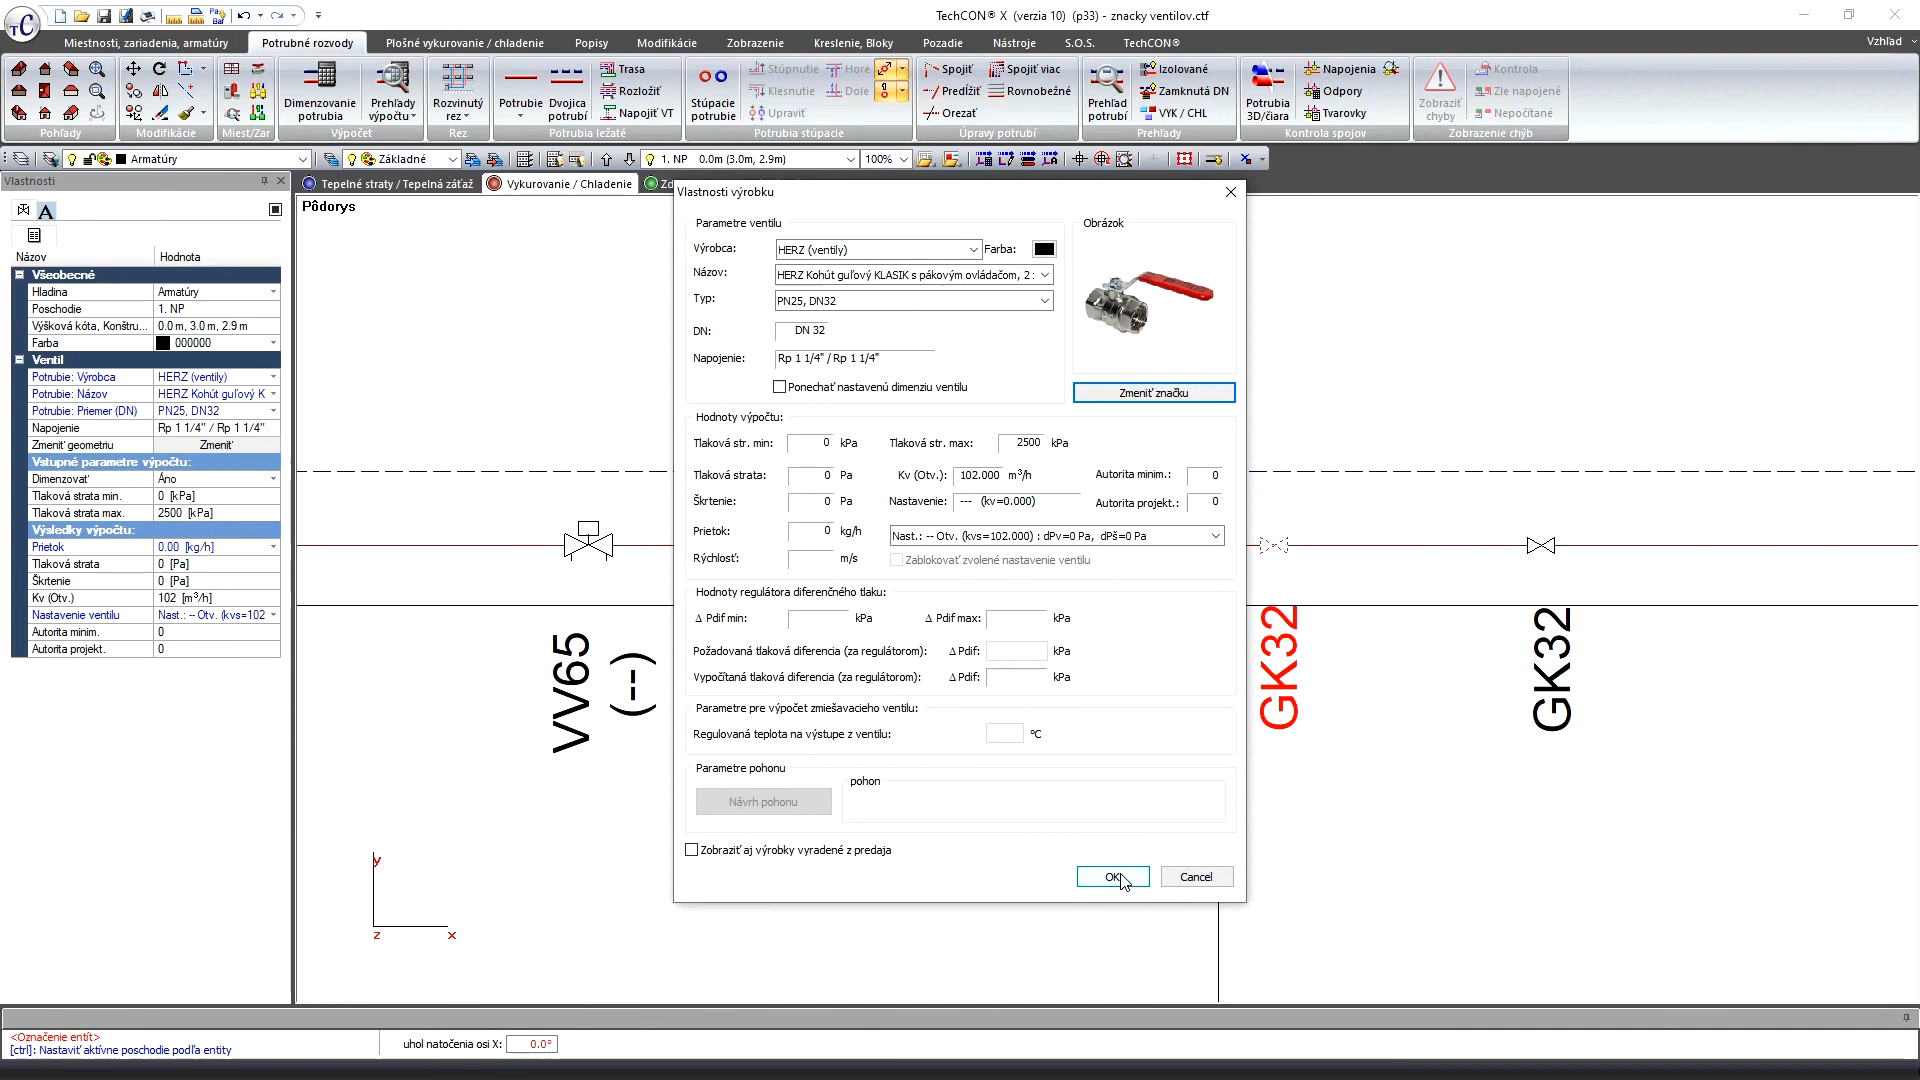 TechCON® X (verzia 10) (p33) - znacky ventilov.ctf
Miestnosti, zariadenia, armatúry
Potrubné rozvody
Plošné vykurovanie / chladenie
Popisy
Modifikácie
Zobrazenie
Kreslenie, Bloky
Pozadie
Nástroje
S.O.S.
TechCON®
Vzhľad
Pohľady
Modifikácie
Miest/Zar
Dimenzovanie potrubia
Prehľady výpočtu
Výpočet
Rozvinutý rez
Rez
Potrubie
Dvojica potrubí
Trasa
Rozložiť
Napojiť VT
Potrubia ležaté
Stúpacie potrubie
Stúpnutie
Klesnutie
Upraviť
Hore
Dole
Potrubia stúpacie
Spojiť
Predĺžiť
Orezať
Spojiť viac
Rovnobežné
Úpravy potrubí
Prehľad potrubí
Izolované
Zamknutá DN
VYK / CHL
Prehľady
Potrubia 3D/čiara
Napojenia
Odpory
Tvarovky
Kontrola spojov
Zobraziť chyby
Kontrola
Zle napojené
Nepočítané
Zobrazenie chýb
Armatúry
Základné
1. NP 0.0m (3.0m, 2.9m)
100%
Vlastnosti
Tepelné straty / Tepelná záťaž
Vykurovanie / Chladenie
Zd
Pôdorys
A
Názov Hodnota
Všeobecné
Hladina Armatúry
Poschodie 1. NP
Výšková kóta, Konštru... 0.0 m, 3.0 m, 2.9 m
Farba 000000
Ventil
Potrubie: Výrobca HERZ (ventily)
Potrubie: Názov HERZ Kohút guľový K
Potrubie: Priemer (DN) PN25, DN32
Napojenie Rp 1 1/4" / Rp 1 1/4"
Zmeniť geometriu Zmeniť
Vstupné parametre výpočtu:
Dimenzovať Áno
Tlaková strata min. 0 [kPa]
Tlaková strata max. 2500 [kPa]
Výsledky výpočtu:
Prietok 0.00 [kg/h]
Tlaková strata 0 [Pa]
Škrtenie 0 [Pa]
Kv (Otv.) 102 [m³/h]
Nastavenie ventilu Nast.: -- Otv. (kvs=102
Autorita minim. 0
Autorita projekt. 0
Vlastnosti výrobku
Parametre ventilu
Výrobca: HERZ (ventily) Farba:
Názov: HERZ Kohút guľový KLASIK s pákovým ovládačom, 2 :
Typ: PN25, DN32
DN: DN 32
Napojenie: Rp 1 1/4" / Rp 1 1/4"
Ponechať nastavenú dimenziu ventilu
Obrázok
Zmeniť značku
Hodnoty výpočtu:
Tlaková str. min: 0 kPa Tlaková str. max: 2500 kPa
Tlaková strata: 0 Pa Kv (Otv.): 102.000 m³/h Autorita minim.: 0
Škrtenie: 0 Pa Nastavenie: --- (kv=0.000) Autorita projekt.: 0
Prietok: 0 kg/h Nast.: -- Otv. (kvs=102.000) : dPv=0 Pa, dPš=0 Pa
Rýchlosť: m/s Zablokovať zvolené nastavenie ventilu
Hodnoty regulátora diferenčného tlaku:
Δ Pdif min: kPa Δ Pdif max: kPa
Požadovaná tlaková diferencia (za regulátorom): Δ Pdif: kPa
Vypočítaná tlaková diferencia (za regulátorom): Δ Pdif: kPa
Parametre pre výpočet zmiešavacieho ventilu:
Regulovaná teplota na výstupe z ventilu: ºC
Parametre pohonu
Návrh pohonu
pohon
Zobraziť aj výrobky vyradené z predaja
OK
Cancel
VV65
(--)
GK32
GK32
y
z
x
<Označenie entít>
[ctrl]: Nastaviť aktívne poschodie podľa entity
uhol natočenia osi X: 0.0°